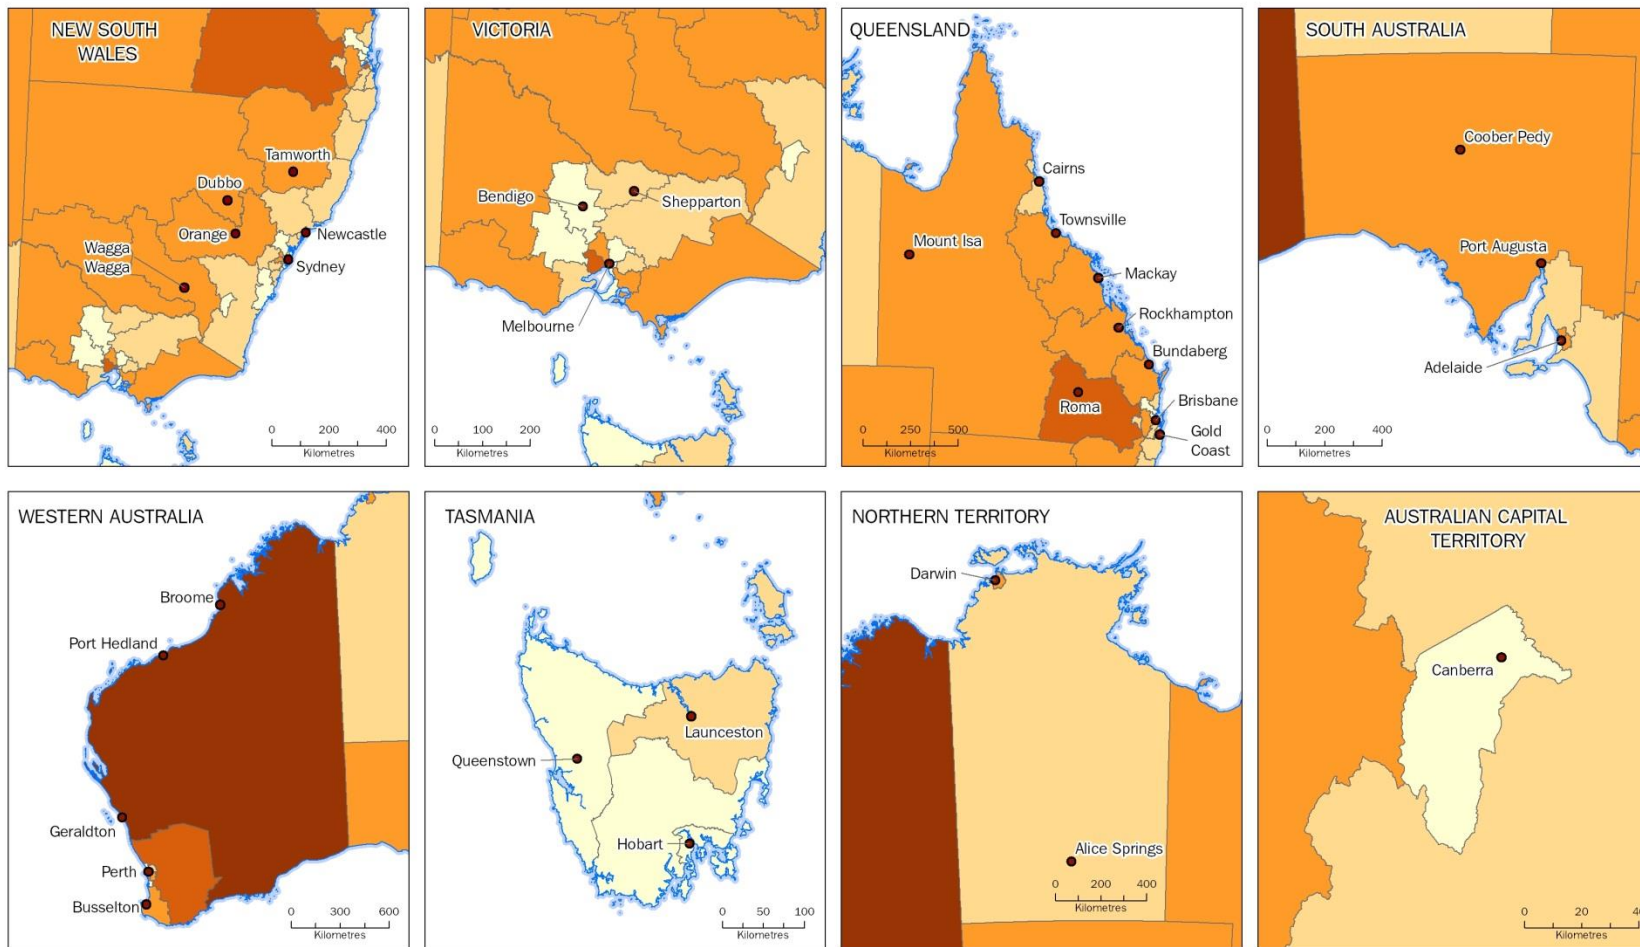 NEW SOUTH
WALES
Tamworth
Dubbo
Orange
Newcastle
Wagga
Wagga
Sydney
0 200 400
Kilometres
VICTORIA
Bendigo
Shepparton
Melbourne
0 100 200
Kilometres
QUEENSLAND
Cairns
Townsville
Mount Isa
Mackay
Rockhampton
Bundaberg
Roma
Brisbane
Gold
Coast
0 250 500
Kilometres
SOUTH AUSTRALIA
Coober Pedy
Port Augusta
Adelaide
0 200 400
Kilometres
WESTERN AUSTRALIA
Broome
Port Hedland
Geraldton
Perth
Busselton
0 300 600
Kilometres
TASMANIA
Launceston
Queenstown
Hobart
0 50 100
Kilometres
NORTHERN TERRITORY
Darwin
Alice Springs
0 200 400
Kilometres
AUSTRALIAN CAPITAL
TERRITORY
Canberra
0 20
Kilometres